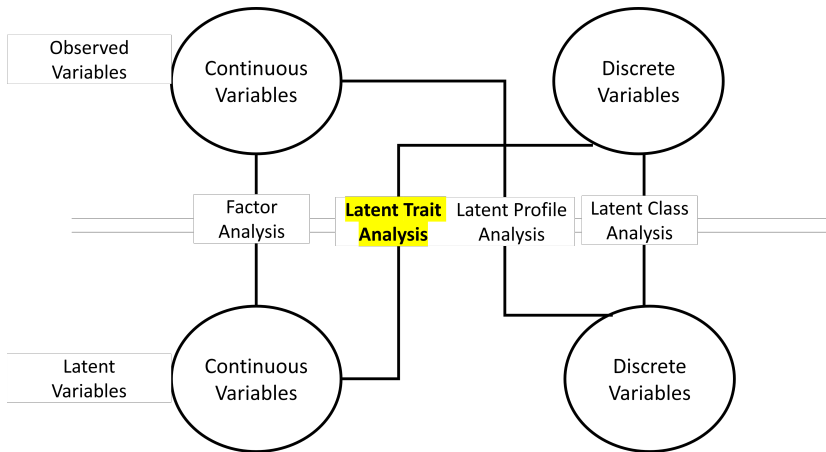 Observed
Variables
Continuous
Variables
Discrete
Variables
Factor
Analysis
Latent Trait
Analysis
Latent Profile
Analysis
Latent Class
Analysis
Latent
Variables
Continuous
Variables
Discrete
Variables